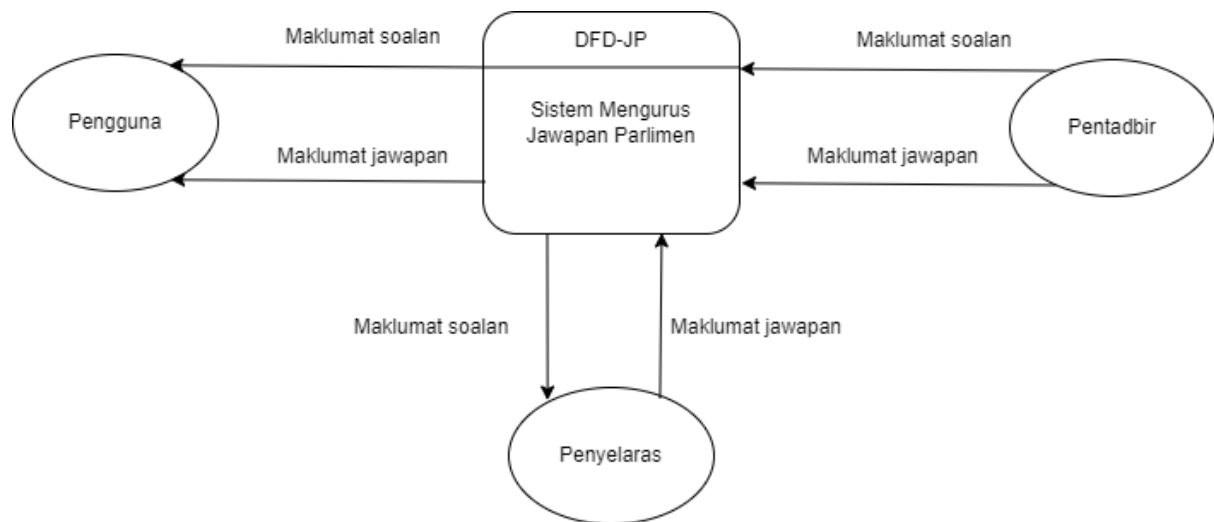 Maklumat soalan
DFD-JP
Maklumat soalan
Pengguna
Sistem Mengurus
Jawapan Parlimen
Pentadbir
Maklumat jawapan
Maklumat jawapan
Maklumat soalan
Maklumat jawapan
Penyelaras